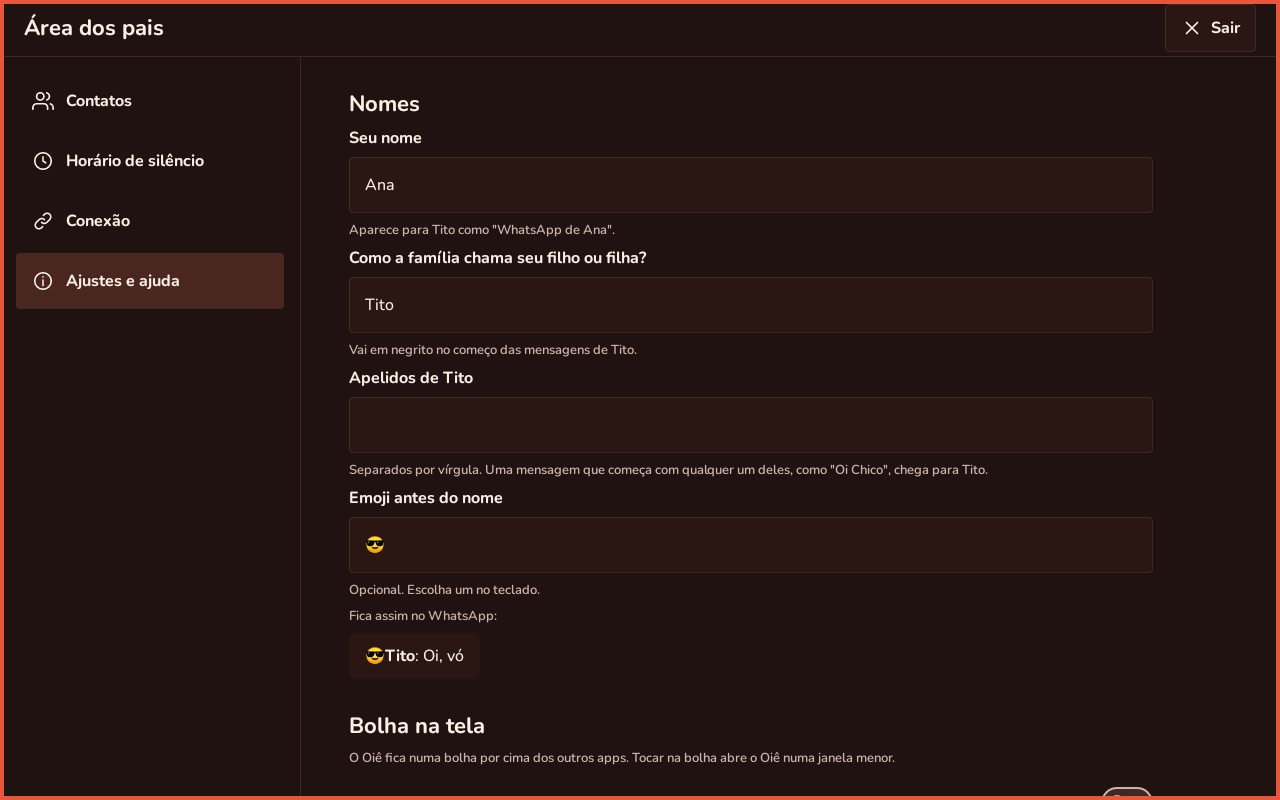 Área dos pais
Sair
Contatos
Horário de silêncio
Conexão
Ajustes e ajuda
Nomes
Seu nome
Ana
Aparece para Tito como "WhatsApp de Ana".
Como a família chama seu filho ou filha?
Tito
Vai em negrito no começo das mensagens de Tito.
Apelidos de Tito
Separados por vírgula. Uma mensagem que começa com qualquer um deles, como "Oi Chico", chega para Tito.
Emoji antes do nome
😎
Opcional. Escolha um no teclado.
Fica assim no WhatsApp:
😎Tito: Oi, vó
Bolha na tela
O Oiê fica numa bolha por cima dos outros apps. Tocar na bolha abre o Oiê numa janela menor.